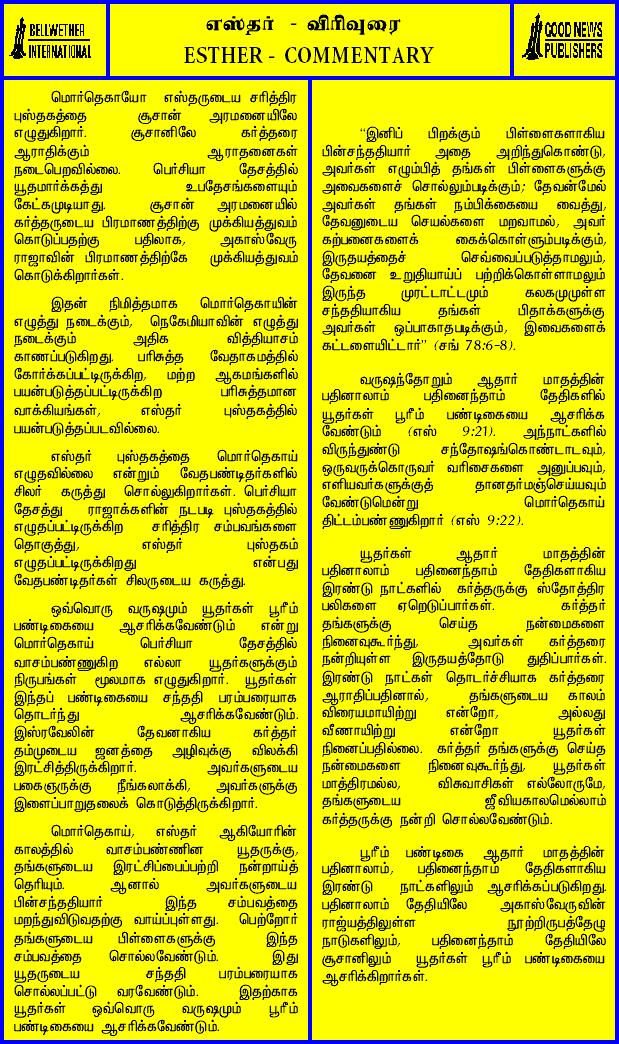 BELLWETHER
INTERNATIONAL
எஸ்தர் - விரிவுரை
ESTHER - COMMENTARY
GOOD NEWS
PUBLISHERS
மொர்தெகாயோ எஸ்தருடைய சரித்திர
புஸ்தகத்தை சூசான் அரமனையிலே
எழுதுகிறார். சூசானிலே கர்த்தரை
ஆராதிக்கும் ஆராதனைகள்
நடைபெறவில்லை. பெர்சியா தேசத்தில்
யூதமார்க்கத்து உபதேசங்களையும்
கேட்கமுடியாது. சூசான் அரமனையில்
கர்த்தருடைய பிரமாணத்திற்கு முக்கியத்துவம்
கொடுப்பதற்கு பதிலாக, அகாஸ்வேரு
ராஜாவின் பிரமாணத்திற்கே முக்கியத்துவம்
கொடுக்கிறார்கள்.
இதன் நிமித்தமாக மொர்தெகாயின்
எழுத்து நடைக்கும், நெகேமியாவின் எழுத்து
நடைக்கும் அதிக வித்தியாசம்
காணப்படுகிறது. பரிசுத்த வேதாகமத்தில்
கோர்க்கப்பட்டிருக்கிற, மற்ற ஆகமங்களில்
பயன்படுத்தப்பட்டிருக்கிற பரிசுத்தமான
வாக்கியங்கள், எஸ்தர் புஸ்தகத்தில்
பயன்படுத்தப்படவில்லை.
எஸ்தர் புஸ்தகத்தை மொர்தெகாய்
எழுதவில்லை என்றும் வேதபண்டிதர்களில்
சிலர் கருத்து சொல்லுகிறார்கள். பெர்சியா
தேசத்து ராஜாக்களின் நடபடி புஸ்தகத்தில்
எழுதப்பட்டிருக்கிற சரித்திர சம்பவங்களை
தொகுத்து, எஸ்தர் புஸ்தகம்
எழுதப்பட்டிருக்கிறது என்பது
வேதபண்டிதர்கள் சிலருடைய கருத்து.
ஒவ்வொரு வருஷமும் யூதர்கள் பூரீம்
பண்டிகையை ஆசரிக்கவேண்டும் என்று
மொர்தெகாய் பெர்சியா தேசத்தில்
வாசம்பண்ணுகிற எல்லா யூதர்களுக்கும்
நிருபங்கள் மூலமாக எழுதுகிறார். யூதர்கள்
இந்தப் பண்டிகையை சந்ததி பரம்பரையாக
தொடர்ந்து ஆசரிக்கவேண்டும்.
இஸ்ரவேலின் தேவனாகிய கர்த்தர்
தம்முடைய ஜனத்தை அழிவுக்கு விலக்கி
இரட்சித்திருக்கிறார். அவர்களுடைய
பகைஞருக்கு நீங்கலாக்கி, அவர்களுக்கு
இளைப்பாறுதலைக் கொடுத்திருக்கிறார்.
மொர்தெகாய், எஸ்தர் ஆகியோரின்
காலத்தில் வாசம்பண்ணின யூதருக்கு,
தங்களுடைய இரட்சிப்பைப்பற்றி நன்றாய்த்
தெரியும். ஆனால் அவர்களுடைய
பின்சந்ததியார் இந்த சம்பவத்தை
மறந்துவிடுவதற்கு வாய்ப்புள்ளது. பெற்றோர்
தங்களுடைய பிள்ளைகளுக்கு இந்த
சம்பவத்தை சொல்லவேண்டும். இது
யூதருடைய சந்ததி பரம்பரையாக
சொல்லப்பட்டு வரவேண்டும். இதற்காக
யூதர்கள் ஒவ்வொரு வருஷமும் பூரீம்
பண்டிகையை ஆசரிக்கவேண்டும்.
“இனிப் பிறக்கும் பிள்ளைகளாகிய
பின்சந்ததியார் அதை அறிந்துகொண்டு,
அவர்கள் எழும்பித் தங்கள் பிள்ளைகளுக்கு
அவைகளைச் சொல்லும்படிக்கும்; தேவன்மேல்
அவர்கள் தங்கள் நம்பிக்கையை வைத்து,
தேவனுடைய செயல்களை மறவாமல், அவர்
கற்பனைகளைக் கைக்கொள்ளும்படிக்கும்,
இருதயத்தைச் செவ்வைப்படுத்தாமலும்,
தேவனை உறுதியாய்ப் பற்றிக்கொள்ளாமலும்
இருந்த முரட்டாட்டமும் கலகமுமுள்ள
சந்ததியாகிய தங்கள் பிதாக்களுக்கு
அவர்கள் ஒப்பாகாதபடிக்கும், இவைகளைக்
கட்டளையிட்டார்” (சங் 78:6-8).
வருஷந்தோறும் ஆதார் மாதத்தின்
பதினாலாம் பதினைந்தாம் தேதிகளில்
யூதர்கள் பூரீம் பண்டிகையை ஆசரிக்க
வேண்டும் (எஸ் 9:21). அந்நாட்களில்
விருந்துண்டு சந்தோஷங்கொண்டாடவும்,
ஒருவருக்கொருவர் வரிசைகளை அனுப்பவும்,
எளியவர்களுக்குத் தானதர்மஞ்செய்யவும்
வேண்டுமென்று மொர்தெகாய்
திட்டம்பண்ணுகிறார் (எஸ் 9:22).
யூதர்கள் ஆதார் மாதத்தின்
பதினாலாம் பதினைந்தாம் தேதிகளாகிய
இரண்டு நாட்களில் கர்த்தருக்கு ஸ்தோத்திர
பலிகளை ஏறெடுப்பார்கள். கர்த்தர்
தங்களுக்கு செய்த நன்மைகளை
நினைவுகூர்ந்து, அவர்கள் கர்த்தரை
நன்றியுள்ள இருதயத்தோடு துதிப்பார்கள்.
இரண்டு நாட்கள் தொடர்ச்சியாக கர்த்தரை
ஆராதிப்பதினால், தங்களுடைய காலம்
விரையமாயிற்று என்றோ, அல்லது
வீணாயிற்று என்றோ யூதர்கள்
நினைப்பதில்லை. கர்த்தர் தங்களுக்கு செய்த
நன்மைகளை நினைவுகூர்ந்து, யூதர்கள்
மாத்திரமல்ல, விசுவாசிகள் எல்லோருமே,
தங்களுடைய ஜீவியகாலமெல்லாம்
கர்த்தருக்கு நன்றி சொல்லவேண்டும்.
பூரீம் பண்டிகை ஆதார் மாதத்தின்
பதினாலாம், பதினைந்தாம் தேதிகளாகிய
இரண்டு நாட்களிலும் ஆசரிக்கப்படுகிறது.
பதினாலாம் தேதியிலே அகாஸ்வேருவின்
ராஜ்யத்திலுள்ள நூற்றிருபத்தேழு
நாடுகளிலும், பதினைந்தாம் தேதியிலே
சூசானிலும் யூதர்கள் பூரீம் பண்டிகையை
ஆசரிக்கிறார்கள்.